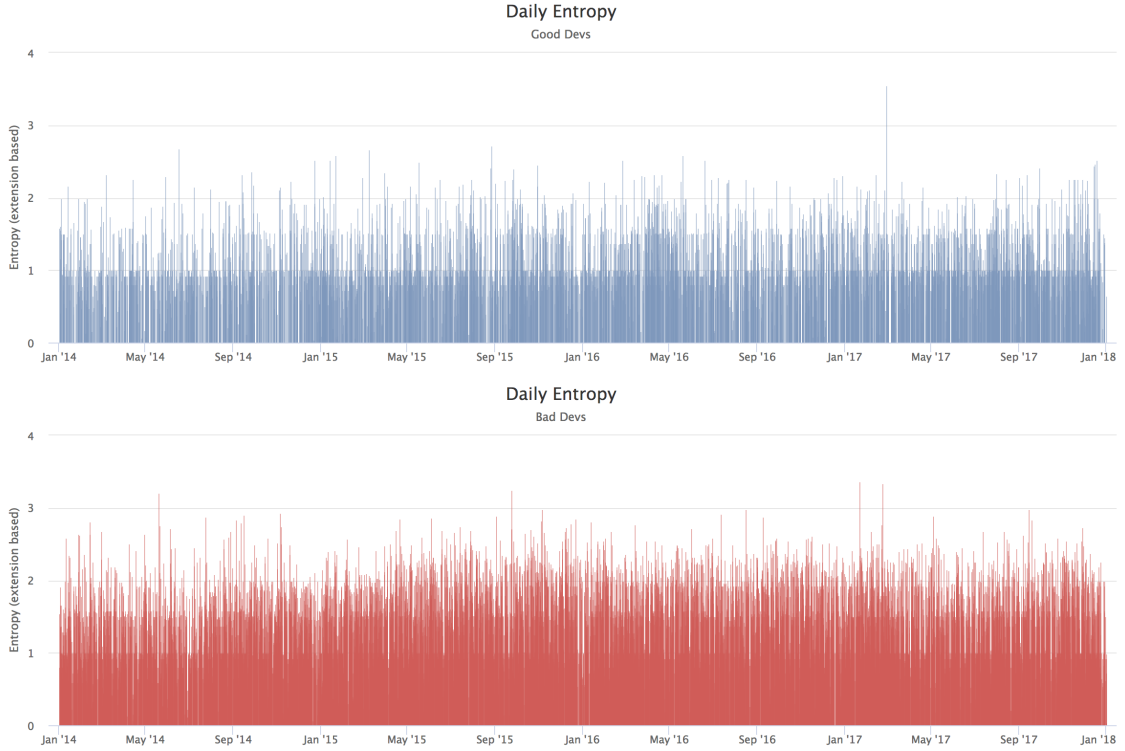 Daily Entropy
Good Devs
Entropy (extension based)
4
3
2
1
0
Jan '14 May '14 Sep '14 Jan '15 May '15 Sep '15 Jan '16 May '16 Sep '16 Jan '17 May '17 Sep '17 Jan '18
Daily Entropy
Bad Devs
Entropy (extension based)
4
3
2
1
0
Jan '14 May '14 Sep '14 Jan '15 May '15 Sep '15 Jan '16 May '16 Sep '16 Jan '17 May '17 Sep '17 Jan '18